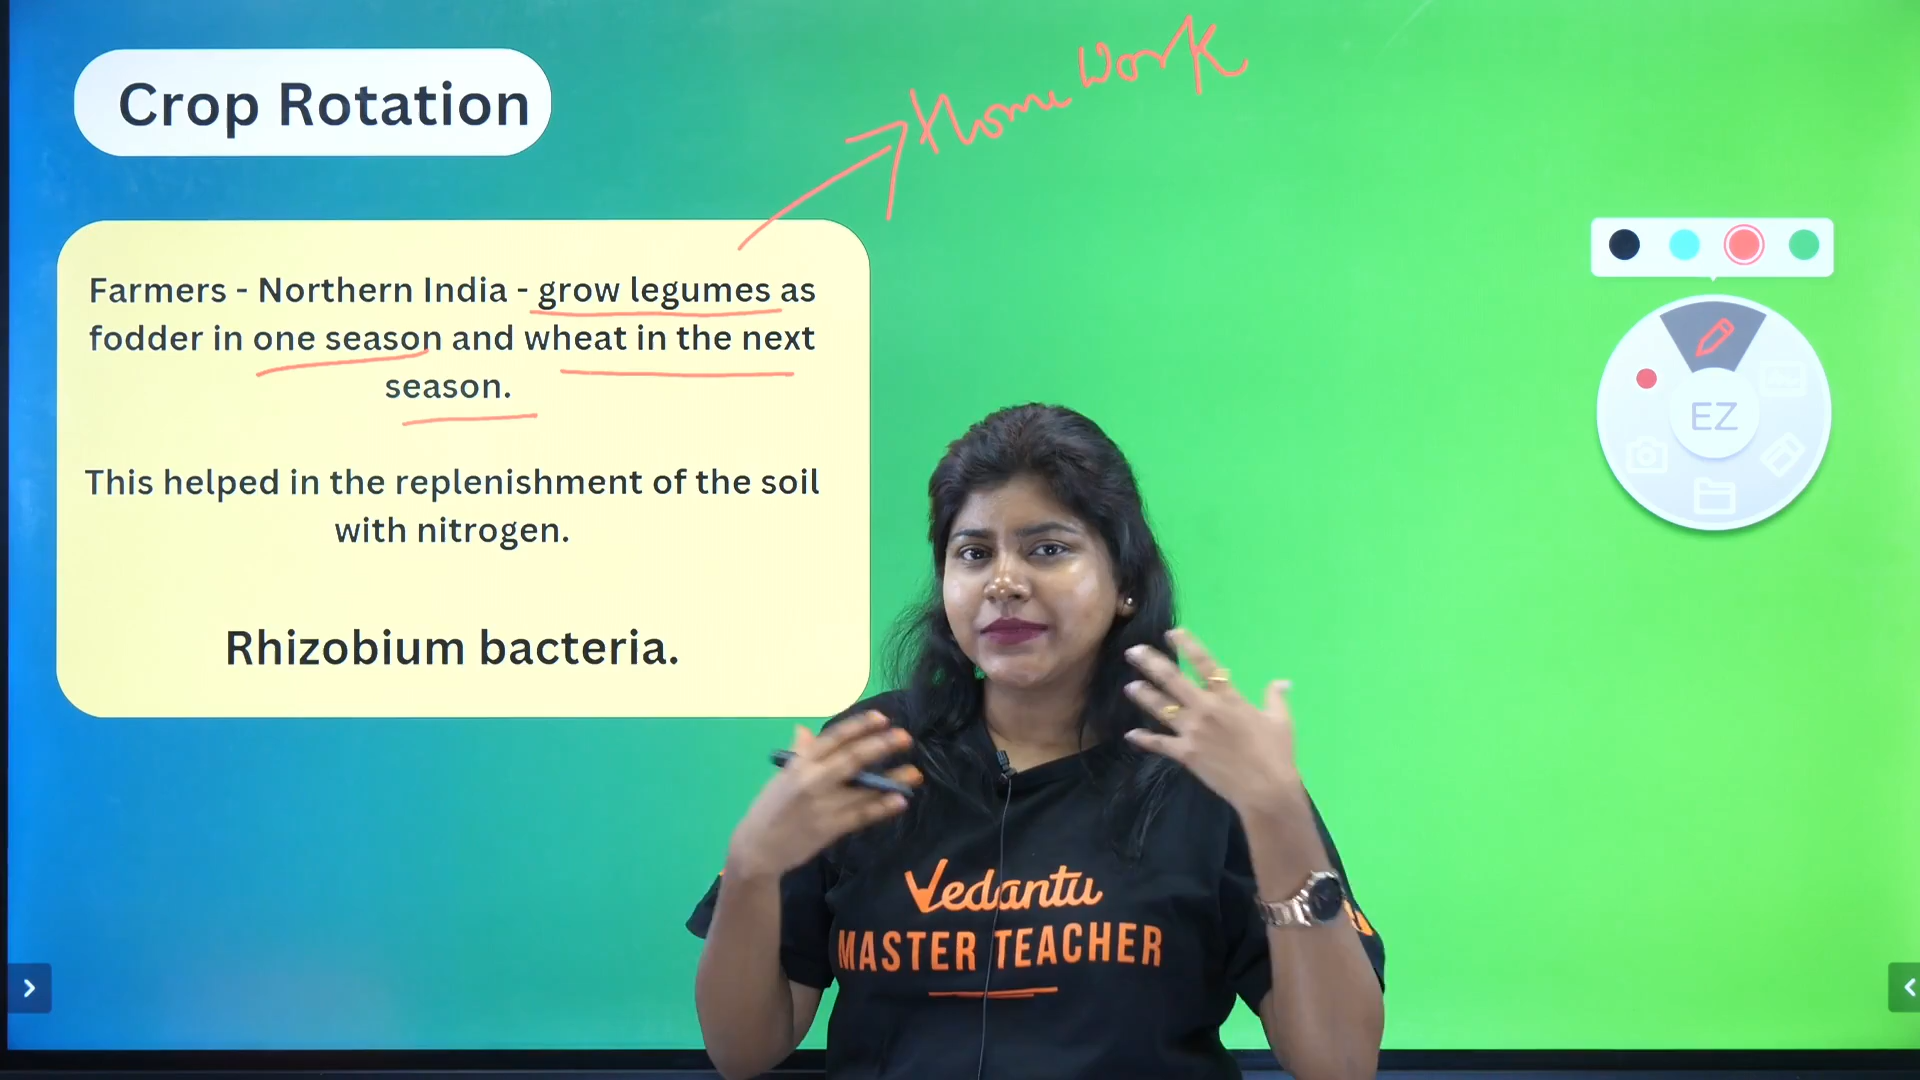 Crop Rotation
Home Work
Farmers - Northern India - grow legumes as
fodder in one season and wheat in the next
season.
This helped in the replenishment of the soil
with nitrogen.
Rhizobium bacteria.
EZ
Vedantu
MASTER TEACHER